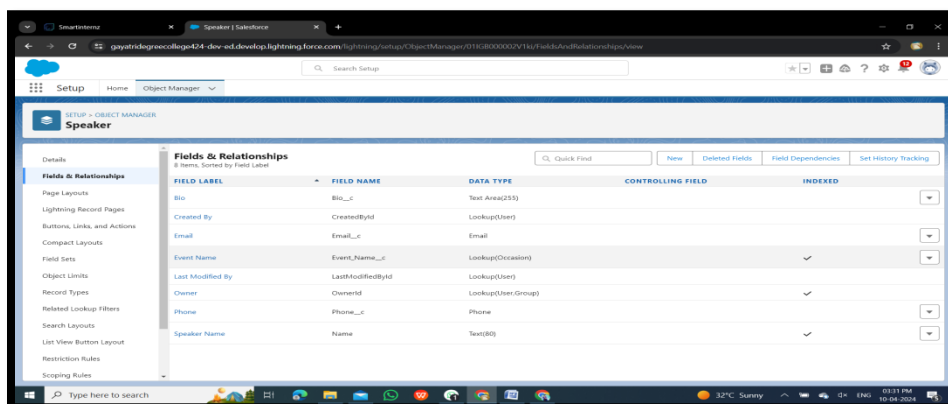 Smartinternz
Speaker | Salesforce
gayatridegreecollege424-dev-ed.develop.lightning.force.com/lightning/setup/ObjectManager/01IGB000002V1ki/FieldsAndRelationships/view
Search Setup
12
Setup Home Object Manager
SETUP > OBJECT MANAGER
Speaker
Details
Fields & Relationships
Page Layouts
Lightning Record Pages
Buttons, Links, and Actions
Compact Layouts
Field Sets
Object Limits
Record Types
Related Lookup Filters
Search Layouts
List View Button Layout
Restriction Rules
Scoping Rules
Fields & Relationships
8 Items, Sorted by Field Label
Quick Find New Deleted Fields Field Dependencies Set History Tracking
FIELD LABEL FIELD NAME DATA TYPE CONTROLLING FIELD INDEXED
Bio Bio__c Text Area(255)
Created By CreatedById Lookup(User)
Email Email__c Email
Event Name Event_Name__c Lookup(Occasion)
Last Modified By LastModifiedById Lookup(User)
Owner OwnerId Lookup(User,Group)
Phone Phone__c Phone
Speaker Name Name Text(80)
Type here to search
32°C Sunny
ENG
03:31 PM
10-04-2024